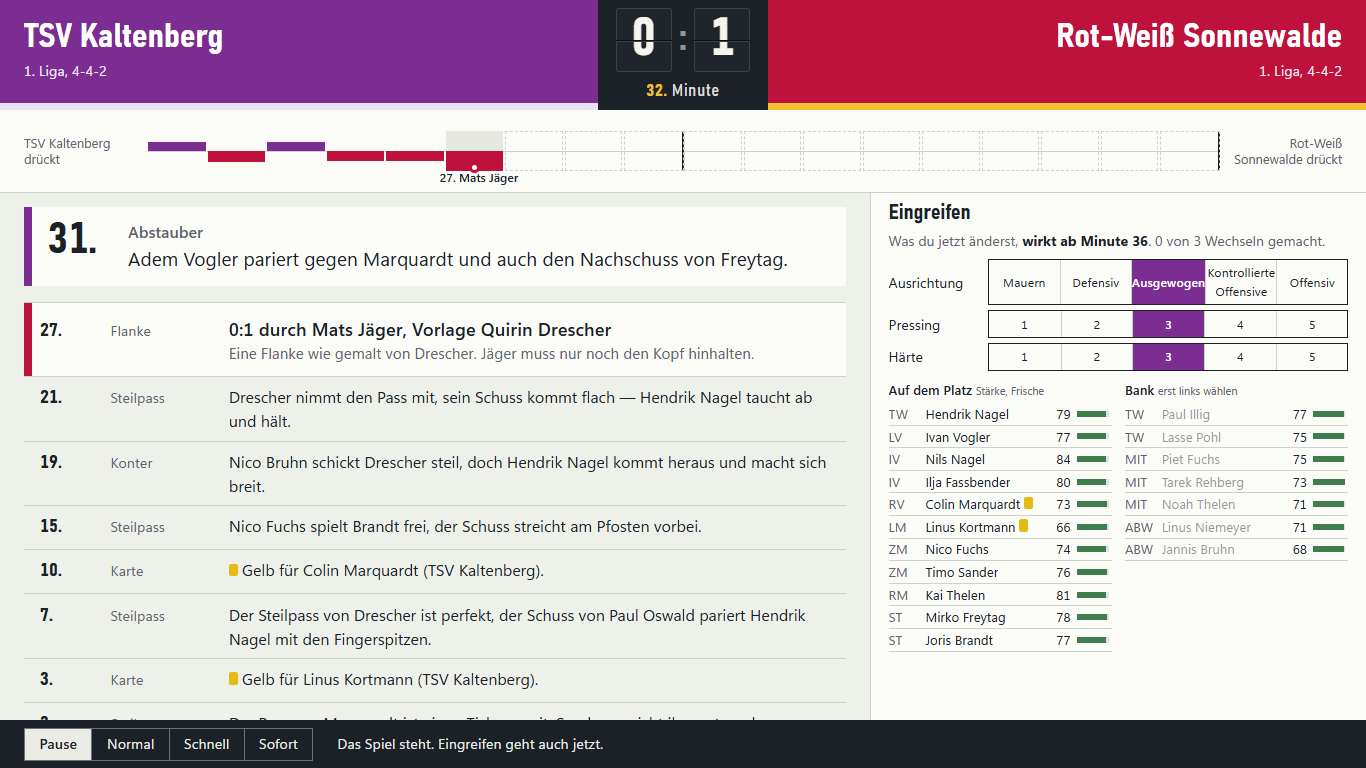 TSV Kaltenberg
1. Liga, 4-4-2
0 : 1
32. Minute
Rot-Weiß Sonnewalde
1. Liga, 4-4-2
TSV Kaltenberg
drückt
27. Mats Jäger
Rot-Weiß
Sonnewalde drückt
31.
Abstauber
Adem Vogler pariert gegen Marquardt und auch den Nachschuss von Freytag.
27. Flanke 0:1 durch Mats Jäger, Vorlage Quirin Drescher
Eine Flanke wie gemalt von Drescher. Jäger muss nur noch den Kopf hinhalten.
21. Steilpass Drescher nimmt den Pass mit, sein Schuss kommt flach — Hendrik Nagel taucht ab
und hält.
19. Konter Nico Bruhn schickt Drescher steil, doch Hendrik Nagel kommt heraus und macht sich
breit.
15. Steilpass Nico Fuchs spielt Brandt frei, der Schuss streicht am Pfosten vorbei.
10. Karte Gelb für Colin Marquardt (TSV Kaltenberg).
7. Steilpass Der Steilpass von Drescher ist perfekt, der Schuss von Paul Oswald pariert Hendrik
Nagel mit den Fingerspitzen.
3. Karte Gelb für Linus Kortmann (TSV Kaltenberg).
Eingreifen
Was du jetzt änderst, wirkt ab Minute 36. 0 von 3 Wechseln gemacht.
Ausrichtung Mauern Defensiv Ausgewogen Kontrollierte Offensive Offensiv
Pressing 1 2 3 4 5
Härte 1 2 3 4 5
Auf dem Platz Stärke, Frische
TW Hendrik Nagel 79
LV Ivan Vogler 77
IV Nils Nagel 84
IV Ilja Fassbender 80
RV Colin Marquardt 73
LM Linus Kortmann 66
ZM Nico Fuchs 74
ZM Timo Sander 76
RM Kai Thelen 81
ST Mirko Freytag 78
ST Joris Brandt 77
Bank erst links wählen
TW Paul Illig 77
TW Lasse Pohl 75
MIT Piet Fuchs 75
MIT Tarek Rehberg 73
MIT Noah Thelen 71
ABW Linus Niemeyer 71
ABW Jannis Bruhn 68
Pause Normal Schnell Sofort Das Spiel steht. Eingreifen geht auch jetzt.